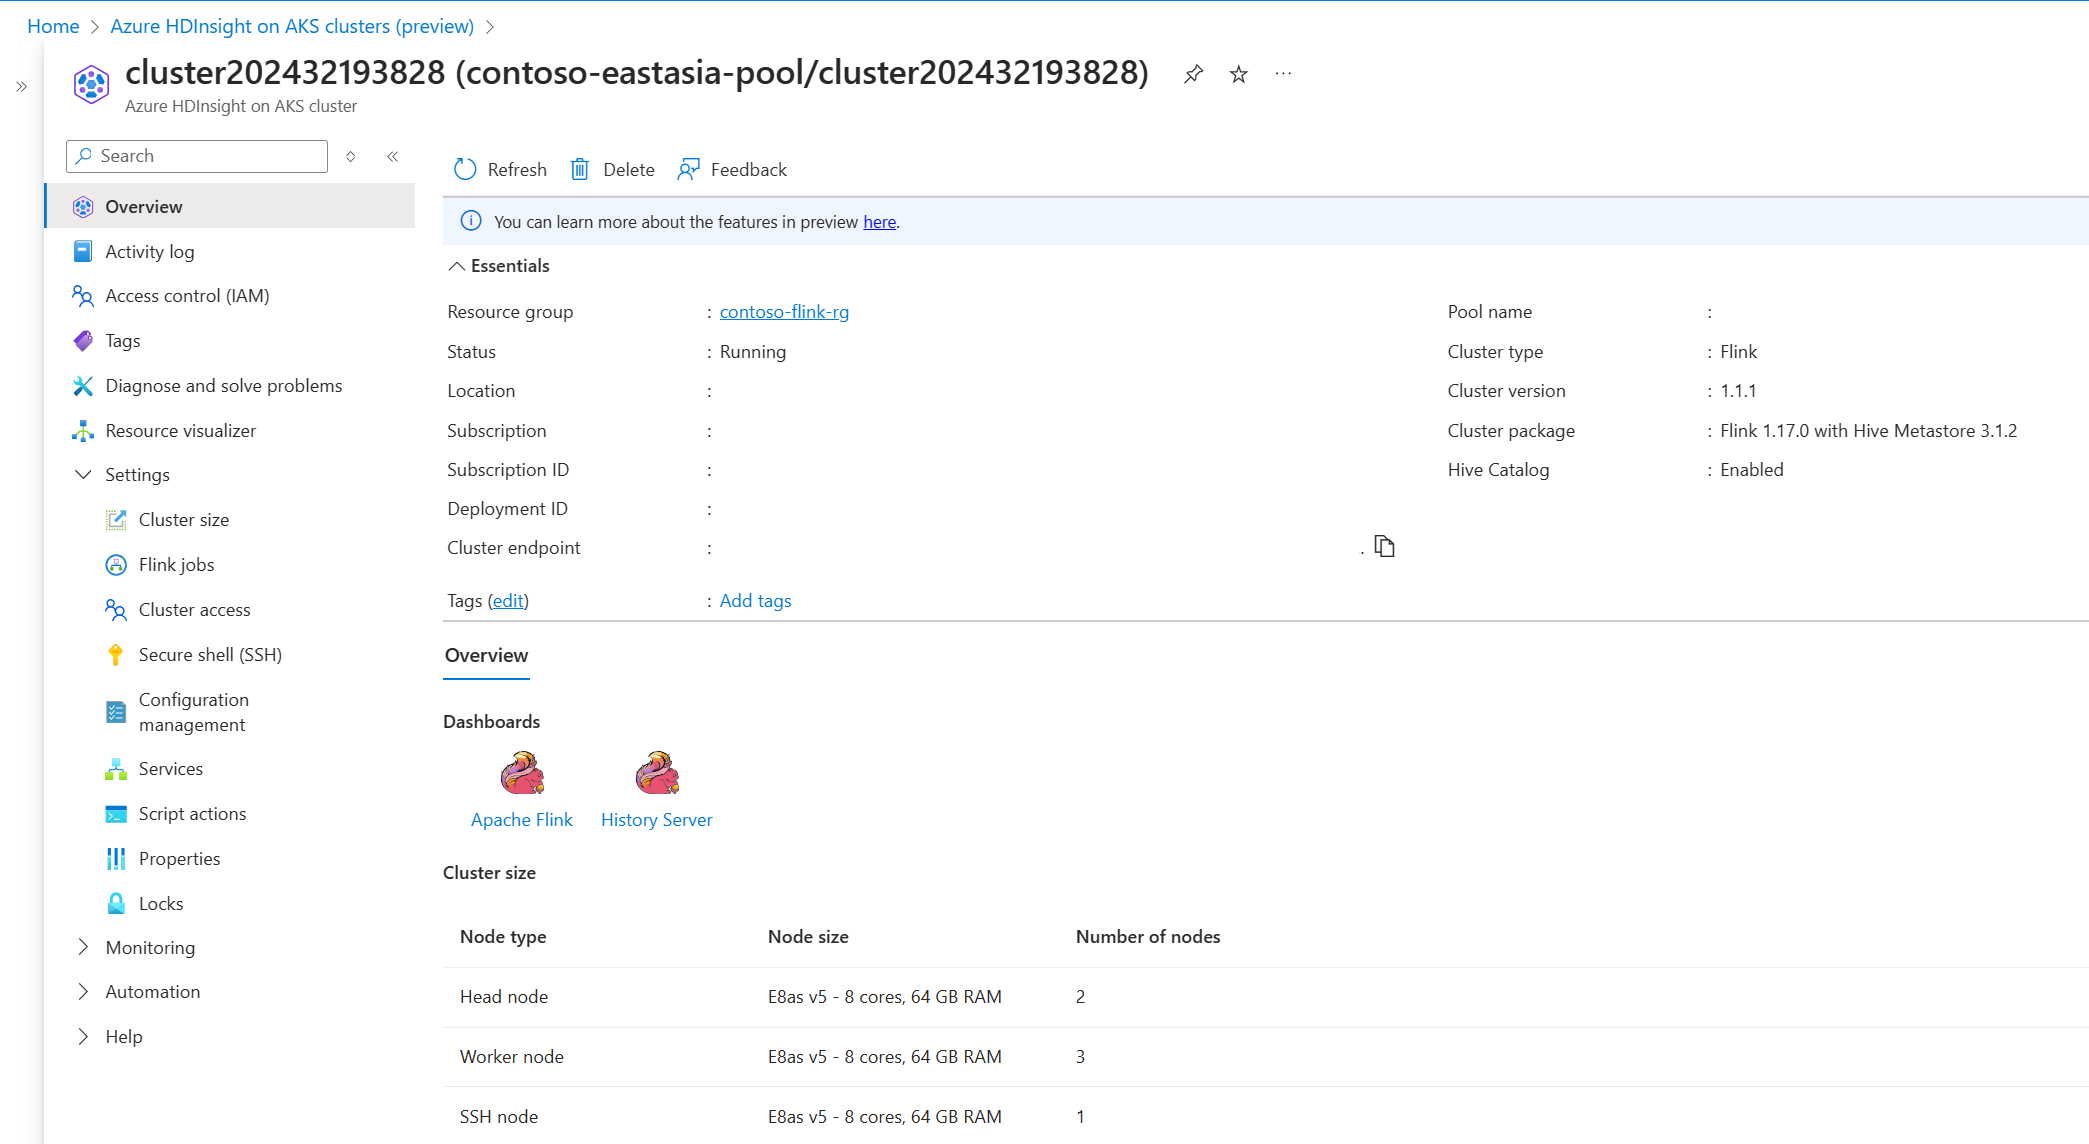 Home > Azure HDInsight on AKS clusters (preview) >
cluster202432193828 (contoso-eastasia-pool/cluster202432193828)
Azure HDInsight on AKS cluster
Search
Overview
Activity log
Access control (IAM)
Tags
Diagnose and solve problems
Resource visualizer
Settings
Cluster size
Flink jobs
Cluster access
Secure shell (SSH)
Configuration
management
Services
Script actions
Properties
Locks
Monitoring
Automation
Help
Refresh Delete Feedback
You can learn more about the features in preview here.
Essentials
Resource group : contoso-flink-rg
Status : Running
Location :
Subscription :
Subscription ID :
Deployment ID :
Cluster endpoint : .
Tags (edit) : Add tags
Pool name :
Cluster type : Flink
Cluster version : 1.1.1
Cluster package : Flink 1.17.0 with Hive Metastore 3.1.2
Hive Catalog : Enabled
Overview
Dashboards
Apache Flink History Server
Cluster size
Node type Node size Number of nodes
Head node E8as v5 - 8 cores, 64 GB RAM 2
Worker node E8as v5 - 8 cores, 64 GB RAM 3
SSH node E8as v5 - 8 cores, 64 GB RAM 1